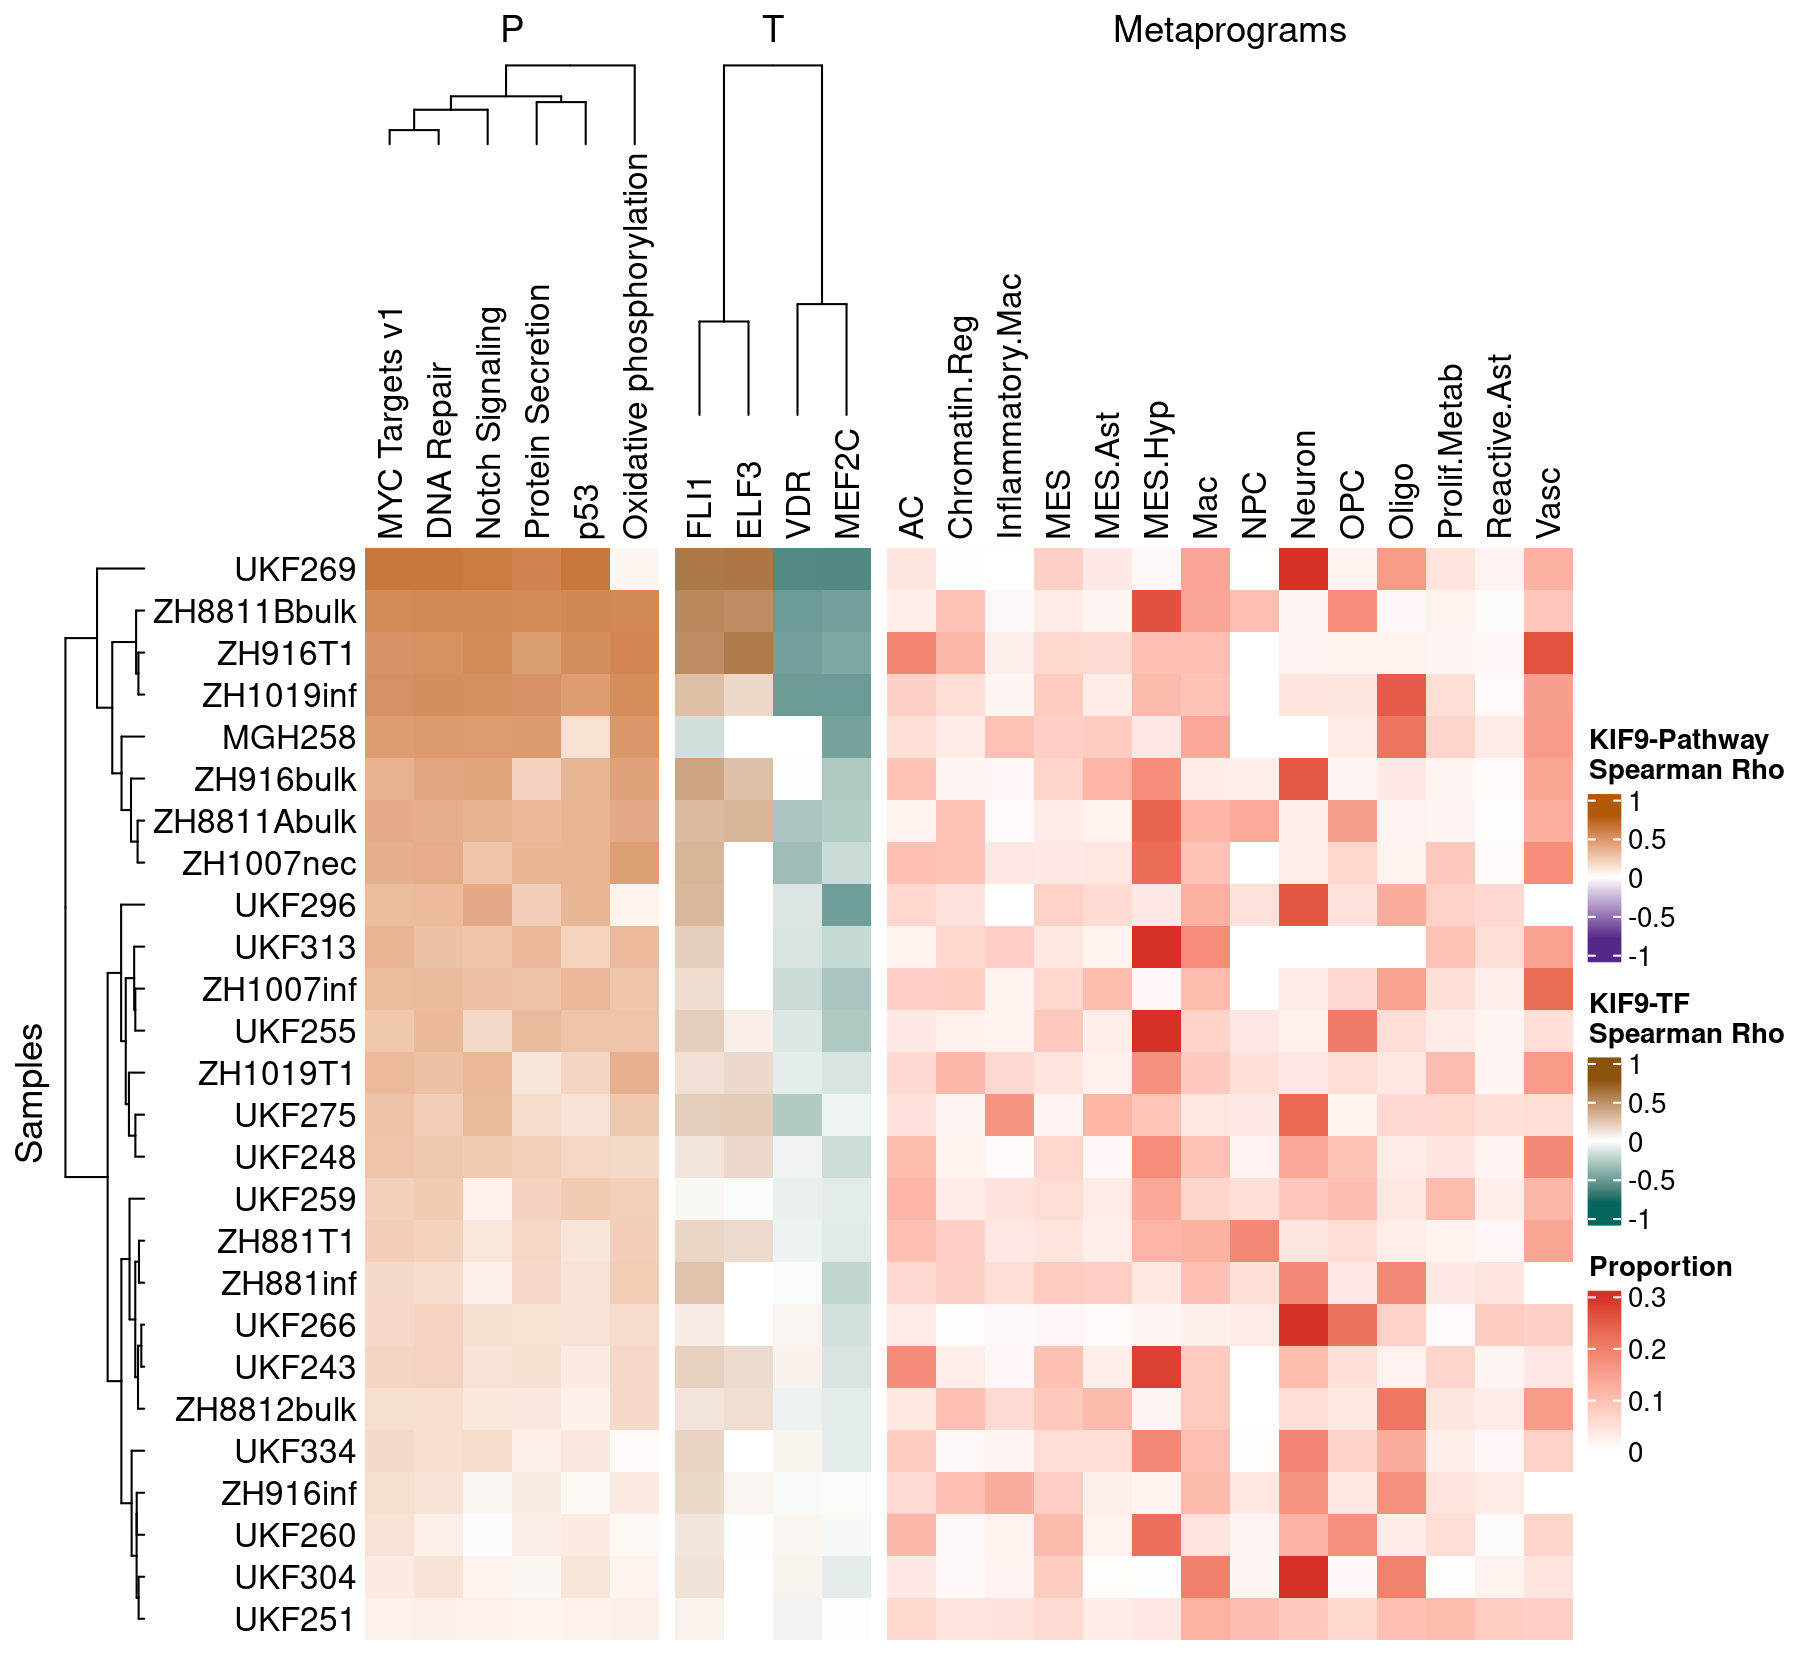 P
T
Metaprograms
MYC Targets v1
DNA Repair
Notch Signaling
Protein Secretion
p53
Oxidative phosphorylation
FLI1
ELF3
VDR
MEF2C
AC
Chromatin.Reg
Inflammatory.Mac
MES
MES.Ast
MES.Hyp
Mac
NPC
Neuron
OPC
Oligo
Prolif.Metab
Reactive.Ast
Vasc
Samples
UKF269
ZH8811Bbulk
ZH916T1
ZH1019inf
MGH258
ZH916bulk
ZH8811Abulk
ZH1007nec
UKF296
UKF313
ZH1007inf
UKF255
ZH1019T1
UKF275
UKF248
UKF259
ZH881T1
ZH881inf
UKF266
UKF243
ZH8812bulk
UKF334
ZH916inf
UKF260
UKF304
UKF251
KIF9-Pathway
Spearman Rho
1
0.5
0
-0.5
-1
KIF9-TF
Spearman Rho
1
0.5
0
-0.5
-1
Proportion
0.3
0.2
0.1
0